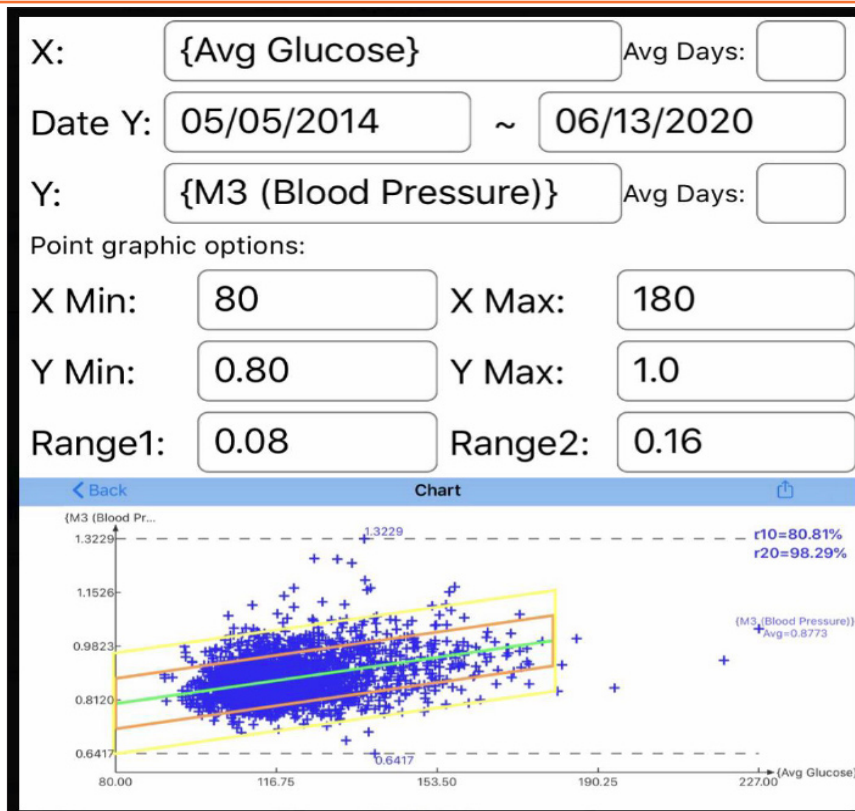 X: {Avg Glucose} Avg Days:
Date Y: 05/05/2014 ~ 06/13/2020
Y: {M3 (Blood Pressure)} Avg Days:
Point graphic options:
X Min: 80 X Max: 180
Y Min: 0.80 Y Max: 1.0
Range1: 0.08 Range2: 0.16
Back Chart
{M3 (Blood Pr...
1.3229 1.3229 r10=80.81%
r20=98.29%
1.1526
{M3 (Blood Pressure)}
Avg=0.8773
0.9823
0.8120
0.6417 0.6417
80.00 116.75 153.50 190.25 227.00 {Avg Glucose}